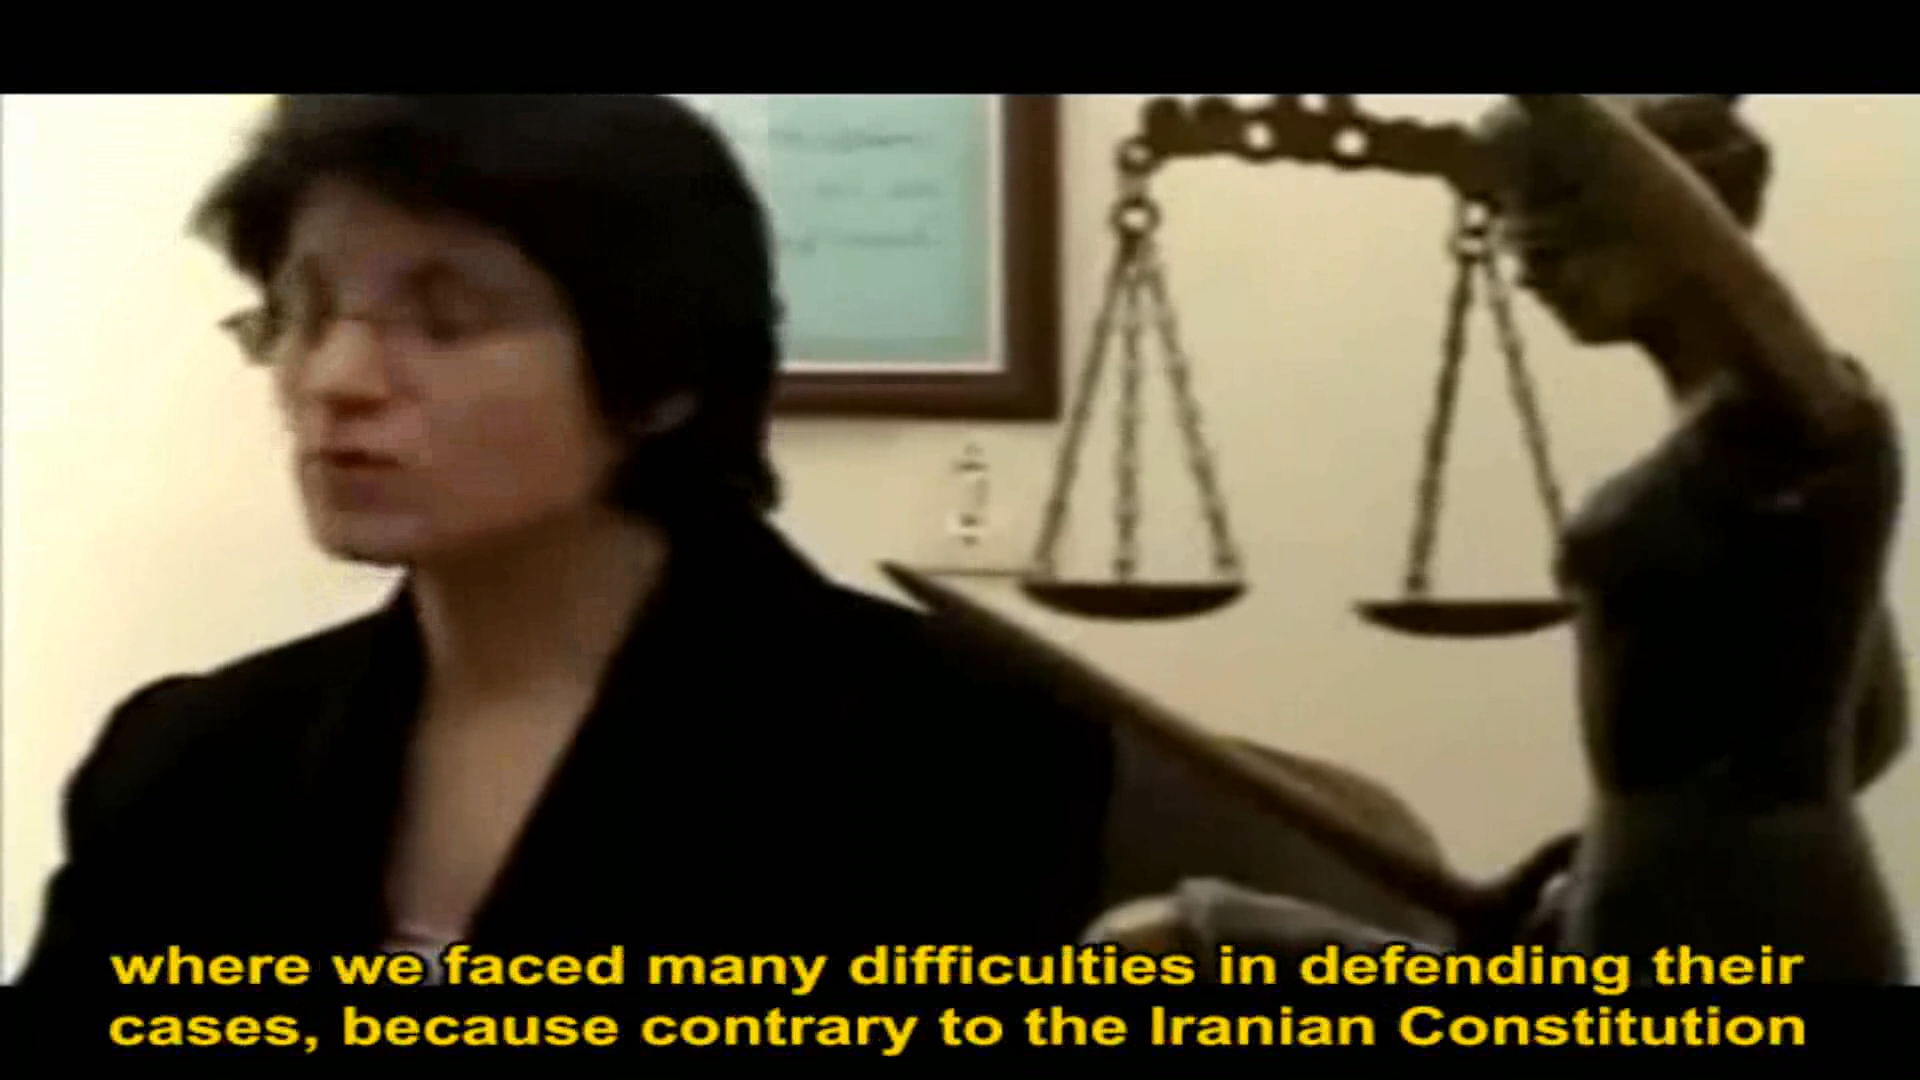 where we faced many difficulties in defending their
cases, because contrary to the Iranian Constitution